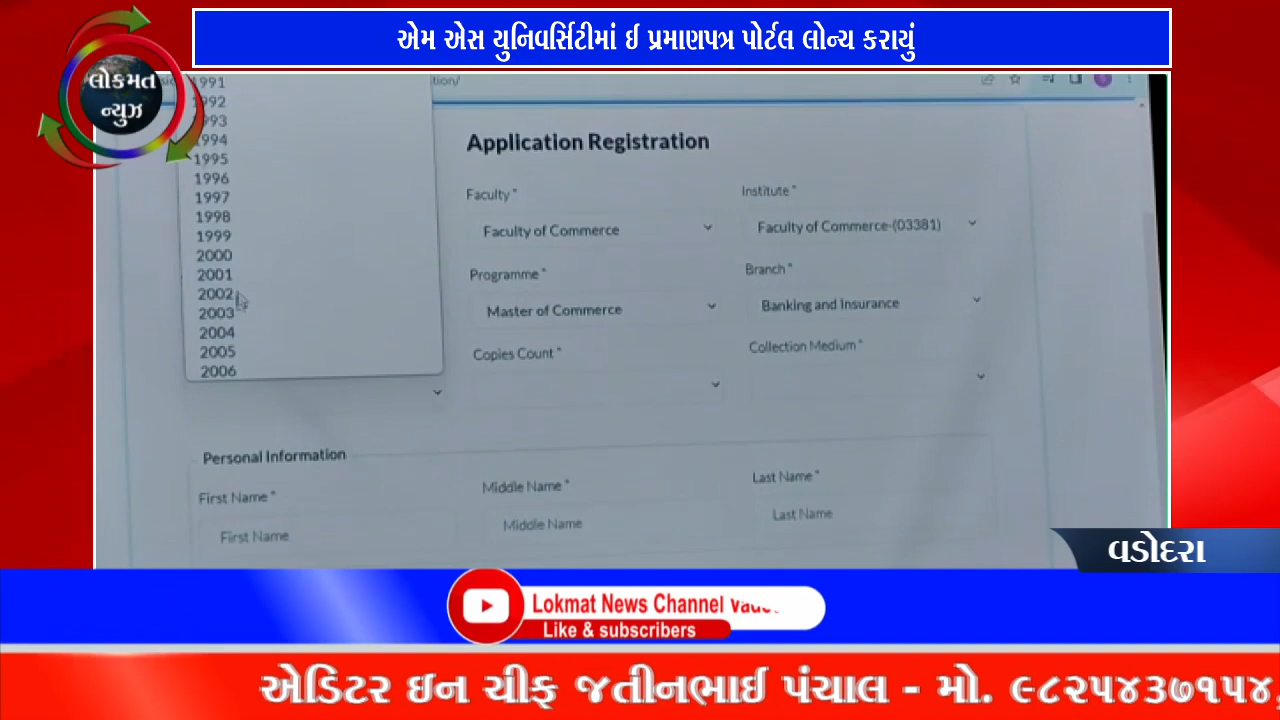 એમ એસ યુનિવર્સિટીમાં ઈ પ્રમાણપત્ર પોર્ટલ લોન્ચ કરાયું
લોકમત
ન્યુઝ
tion/
1991
1992
1993
1994
1995
1996
1997
1998
1999
2000
2001
2002
2003
2004
2005
2006
Application Registration
Faculty *
Institute *
Faculty of Commerce
Faculty of Commerce-(03381)
Programme *
Branch *
Master of Commerce
Banking and Insurance
Copies Count *
Collection Medium *
Personal Information
First Name *
Middle Name *
Last Name *
First Name
Middle Name
Last Name
વડોદરા
Lokmat News Channel
Like & subscribers
એડિટર ઇન ચીફ જતીનભાઈ પંચાલ - મો. ૯૮૨૫૪૩૭૧૫૪,